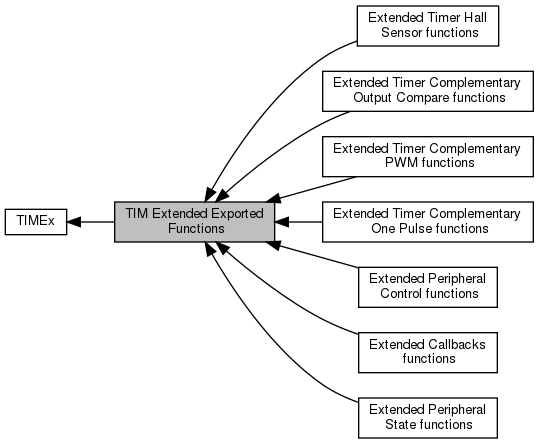 Extended Timer Hall
Sensor functions
Extended Timer Complementary
Output Compare functions
Extended Timer Complementary
PWM functions
TIMEx
TIM Extended Exported
Functions
Extended Timer Complementary
One Pulse functions
Extended Peripheral
Control functions
Extended Callbacks
functions
Extended Peripheral
State functions